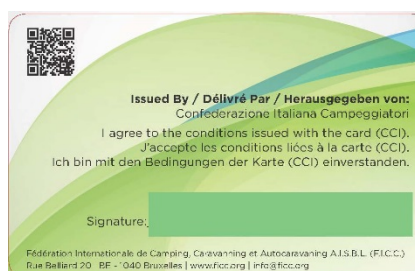 Issued By / Délivré Par / Herausgegeben von:
Confederazione Italiana Campeggiatori
I agree to the conditions issued with the card (CCI).
J'accepte les conditions liées à la carte (CCI).
Ich bin mit den Bedingungen der Karte (CCI) einverstanden.
Signature:
Fédération Internationale de Camping, Caravanning et Autocaravaning A.I.S.B.L. (F.I.C.C.)
Rue Belliard 20 BE - 1040 Bruxelles | www.ficc.org | info@ficc.org